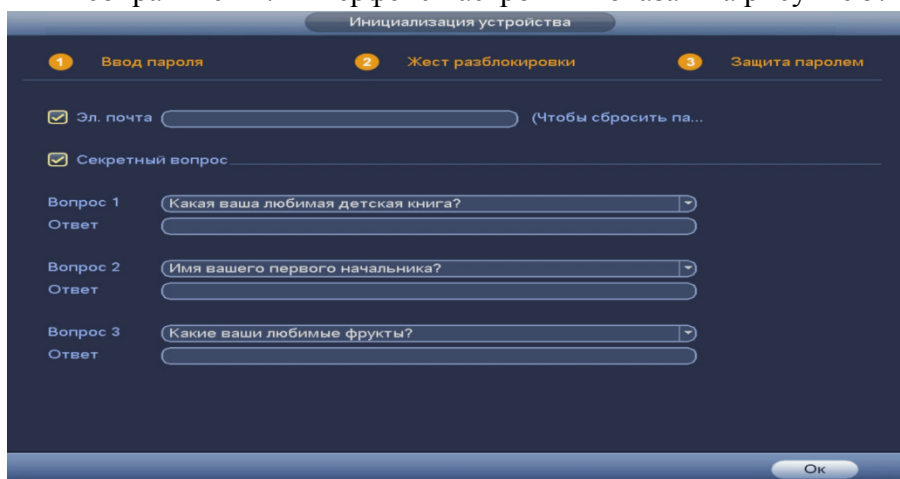 Инициализация устройства
1 Ввод пароля 2 Жест разблокировки 3 Защита паролем
Эл. почта (Чтобы сбросить па...
Секретный вопрос
Вопрос 1 Какая ваша любимая детская книга?
Ответ
Вопрос 2 Имя вашего первого начальника?
Ответ
Вопрос 3 Какие ваши любимые фрукты?
Ответ
Ок